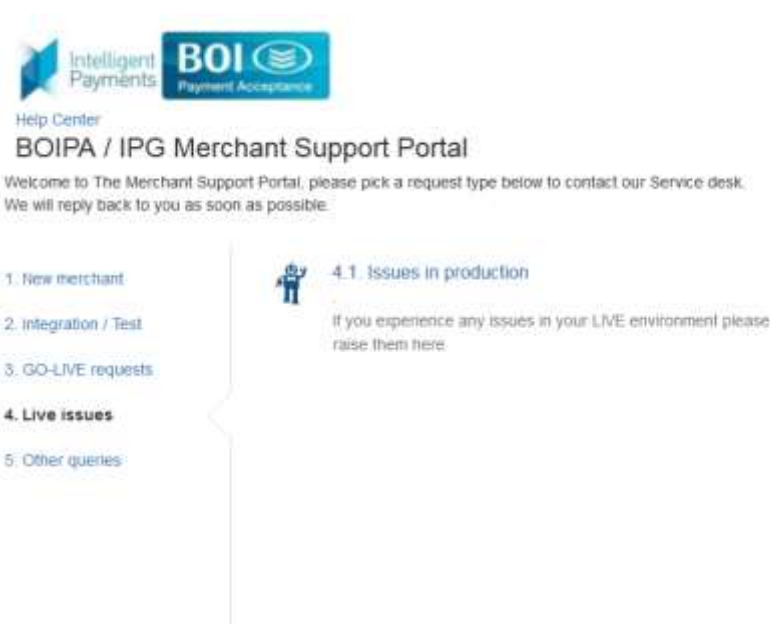 Intelligent
Payments
BOI
Payment Acceptance
Help Center
BOIPA / IPG Merchant Support Portal
Welcome to The Merchant Support Portal, please pick a request type below to contact our Service desk.
We will reply back to you as soon as possible.
1. New merchant
2. Integration / Test
3. GO-LIVE requests
4. Live issues
5. Other queries
4.1. Issues in production
.
If you experience any issues in your LIVE environment please
raise them here